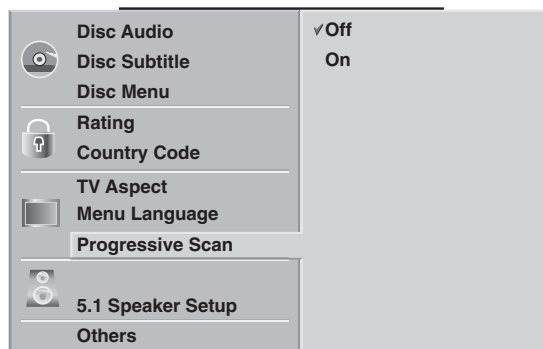 Disc Audio
Disc Subtitle
Disc Menu
Rating
Country Code
TV Aspect
Menu Language
Progressive Scan
5.1 Speaker Setup
Others
✓Off
On